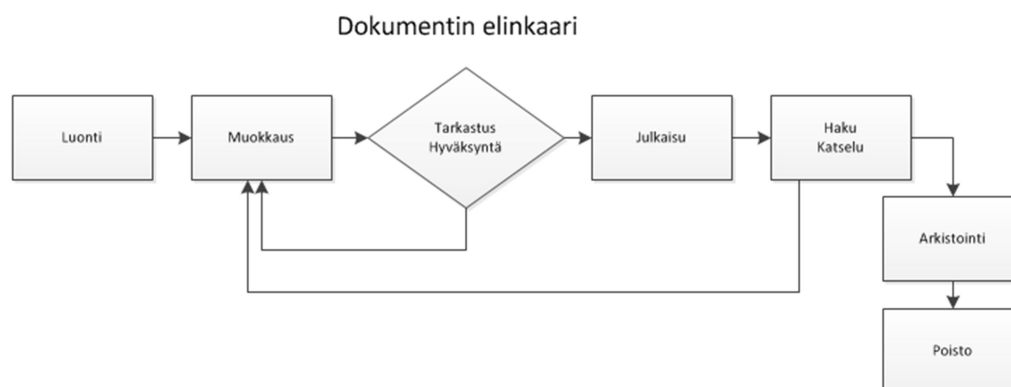 Dokumentin elinkaari
Luonti
Muokkaus
Tarkastus
Hyväksyntä
Julkaisu
Haku
Katselu
Arkistointi
Poisto